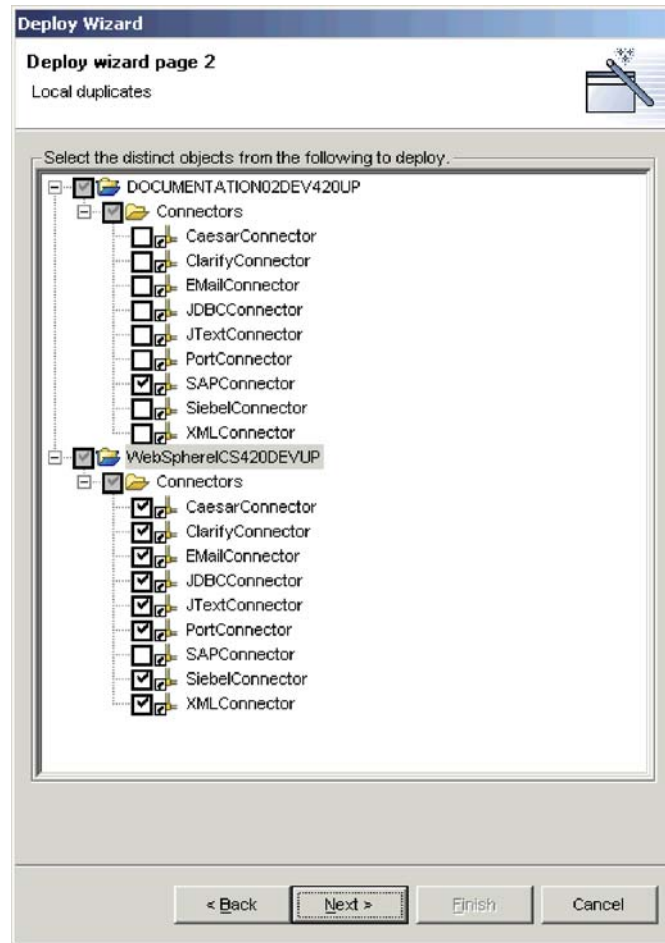 Deploy Wizard
Deploy wizard page 2
Local duplicates
Select the distinct objects from the following to deploy.
DOCUMENTATION02DEV420UP
Connectors
CaesarConnector
ClarifyConnector
EMailConnector
JDBCConnector
JTextConnector
PortConnector
SAPConnector
SiebelConnector
XMLConnector
WebSphereICS420DEVUP
Connectors
CaesarConnector
ClarifyConnector
EMailConnector
JDBCConnector
JTextConnector
PortConnector
SAPConnector
SiebelConnector
XMLConnector
< Back Next > Finish Cancel